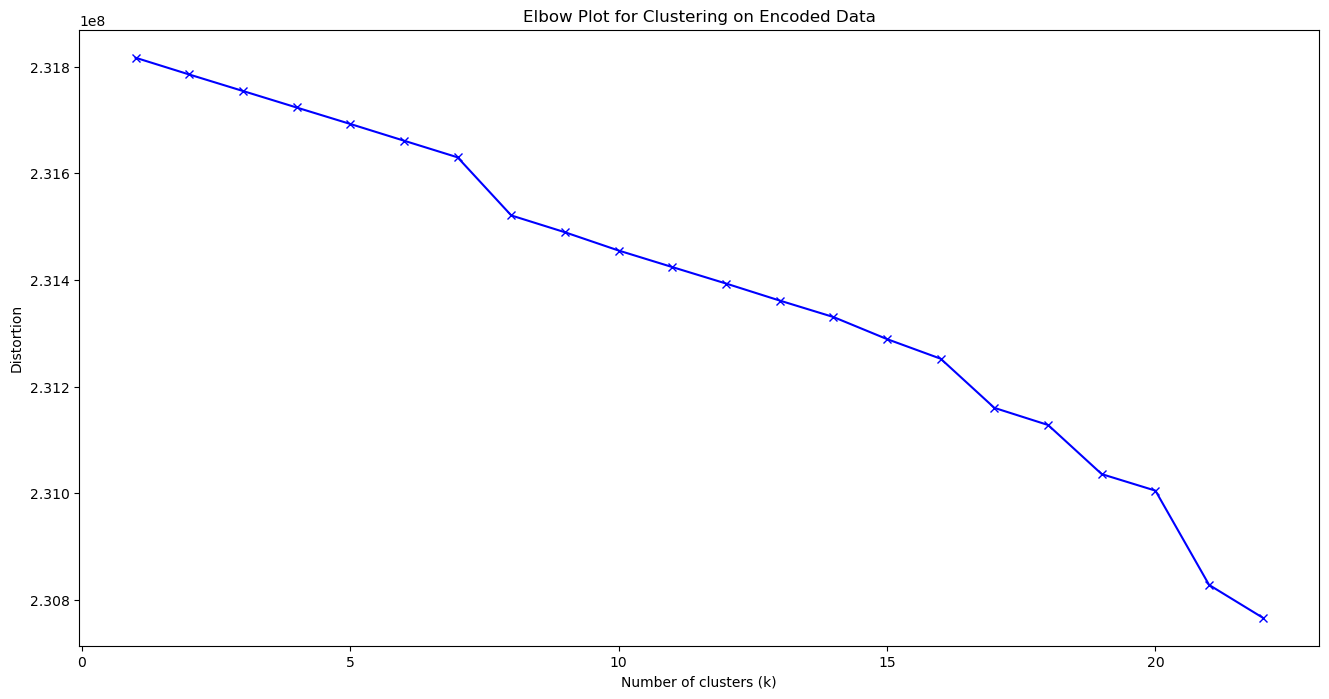 Elbow Plot for Clustering on Encoded Data
1e8
2.318
2.316
2.314
2.312
2.310
2.308
Distortion
0 5 10 15 20
Number of clusters (k)